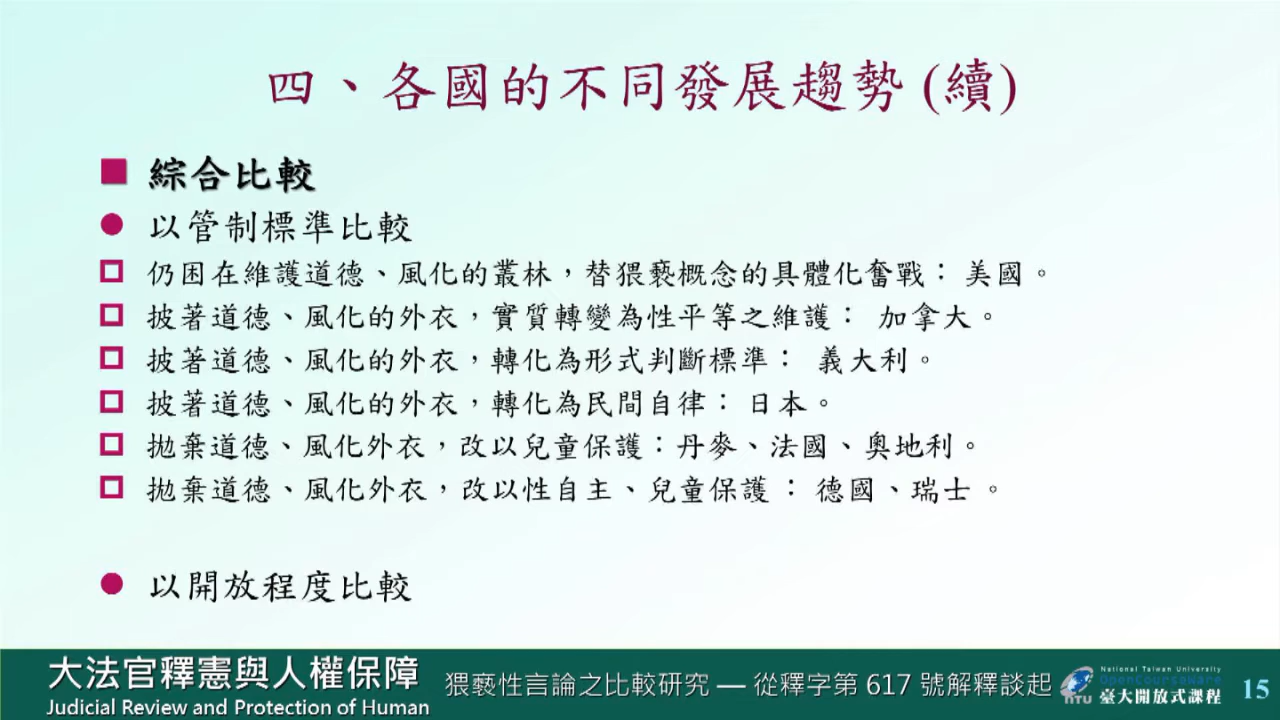 四、各國的不同發展趨勢 (續)
綜合比較
以管制標準比較
仍困在維護道德、風化的叢林，替猥褻概念的具體化奮戰： 美國。
披著道德、風化的外衣，實質轉變為性平等之維護： 加拿大。
披著道德、風化的外衣，轉化為形式判斷標準： 義大利。
披著道德、風化的外衣，轉化為民間自律： 日本。
拋棄道德、風化外衣，改以兒童保護：丹麥、法國、奧地利。
拋棄道德、風化外衣，改以性自主、兒童保護： 德國、瑞士。
以開放程度比較
大法官釋憲與人權保障
Judicial Review and Protection of Human
猥褻性言論之比較研究 — 從釋字第 617 號解釋談起
National Taiwan University
OpenCourseWare
NTU 臺大開放式課程
15